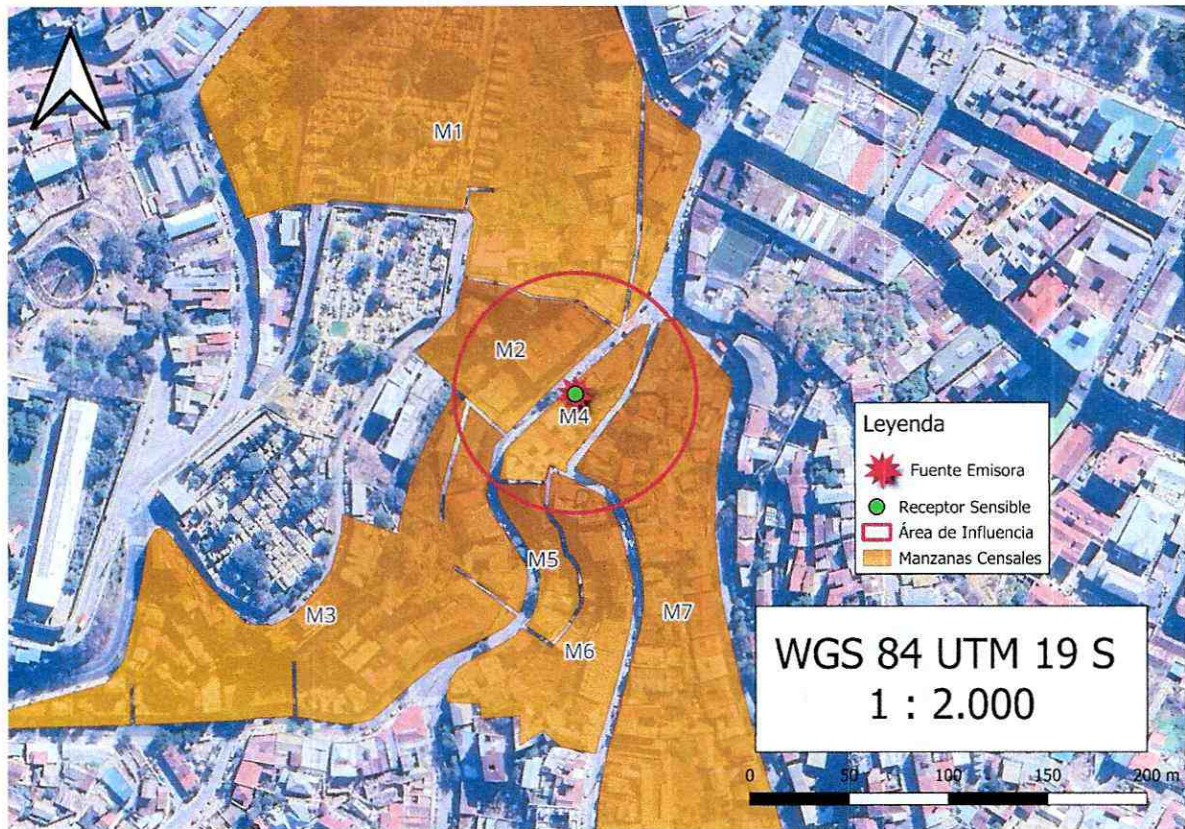 M1
M2
M4
Leyenda
Fuente Emisora
Receptor Sensible
Área de Influencia
Manzanas Censales
M5
M3
M7
M6
WGS 84 UTM 19 S
1 : 2.000
0 50 100 150 200 m